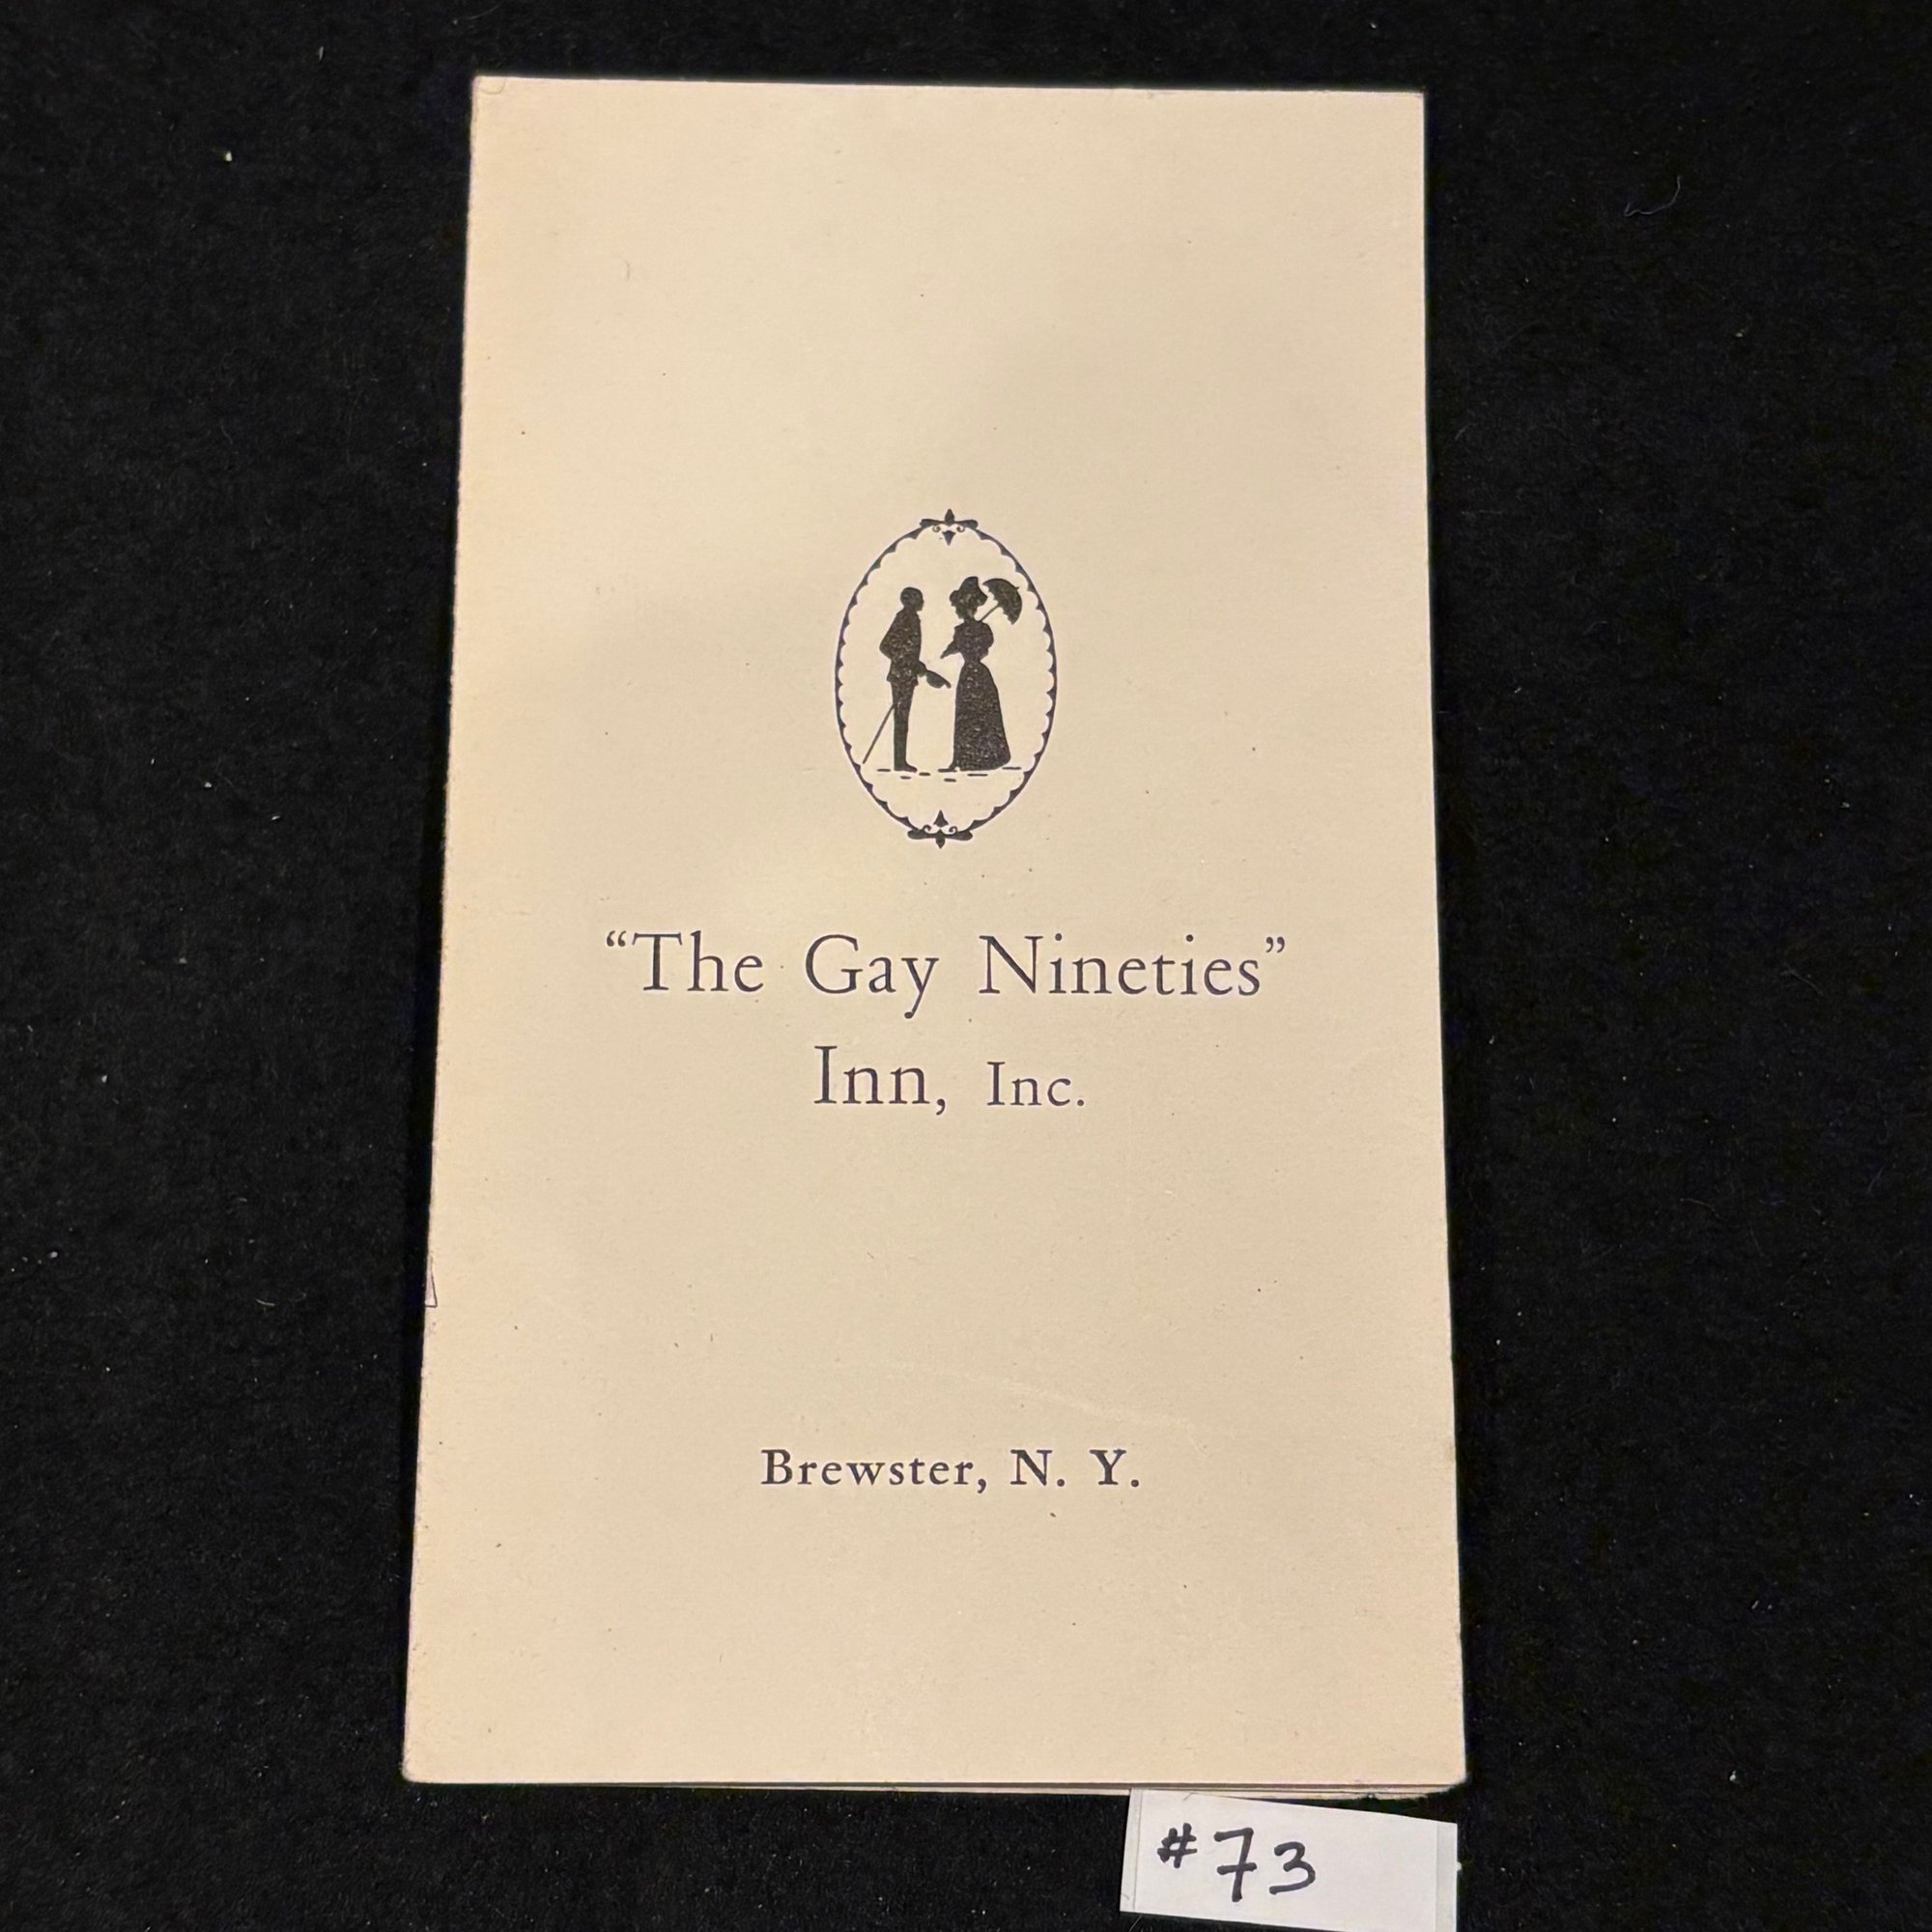 “The Gay Nineties”
Inn, Inc.
Brewster, N. Y.
#73